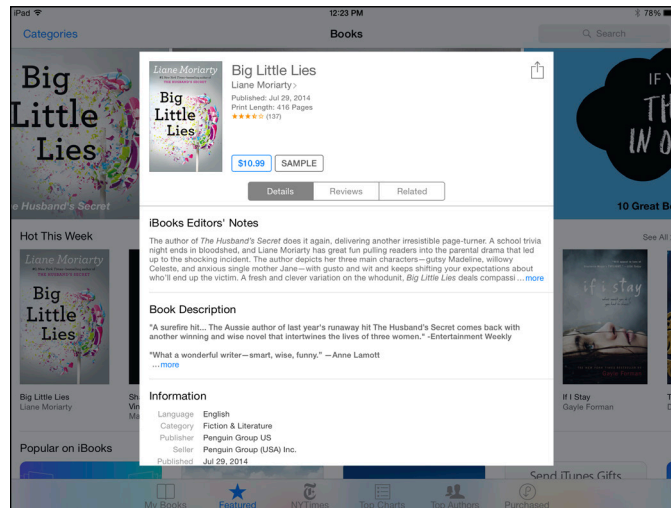 iPad
12:23 PM
78%
Categories
Books
Search
Big
Little
Lies
e Husband's Secret
IF Y
TH
IN O
10 Great B
Liane Moriarty
THE HUSBAND'S SECRET
Big
Little
Lies
Big Little Lies
Liane Moriarty
Published: Jul 29, 2014
Print Length: 416 Pages
(137)
$10.99
SAMPLE
Details
Reviews
Related
iBooks Editors' Notes
The author of The Husband's Secret does it again, delivering another irresistible page-turner. A school trivia
night ends in bloodshed, and Liane Moriarty has great fun pulling readers into the parental drama that led
up to the shocking incident. The author depicts her three main characters—gutsy Madeline, willowy
Celeste, and anxious single mother Jane—with gusto and wit and keeps shifting your expectations about
who'll end up the victim. A fresh and clever variation on the whodunit, Big Little Lies deals compassi ...more
Book Description
"A surefire hit... The Aussie author of last year's runaway hit The Husband's Secret comes back with
another winning and wise novel that intertwines the lives of three women." -Entertainment Weekly
"What a wonderful writer—smart, wise, funny." —Anne Lamott
...more
Information
Language English
Category Fiction & Literature
Publisher Penguin Group US
Seller Penguin Group (USA) Inc.
Published Jul 29, 2014
Hot This Week
See All
Liane Moriarty
Big
Little
Lies
if i stay
Gayle Forman
Big Little Lies
Liane Moriarty
Sh
Vin
Ma
If I Stay
Gayle Forman
T
Popular on iBooks
Send iTunes Gifts
My Books
Featured
NYTimes
Top Charts
Top Authors
Purchased